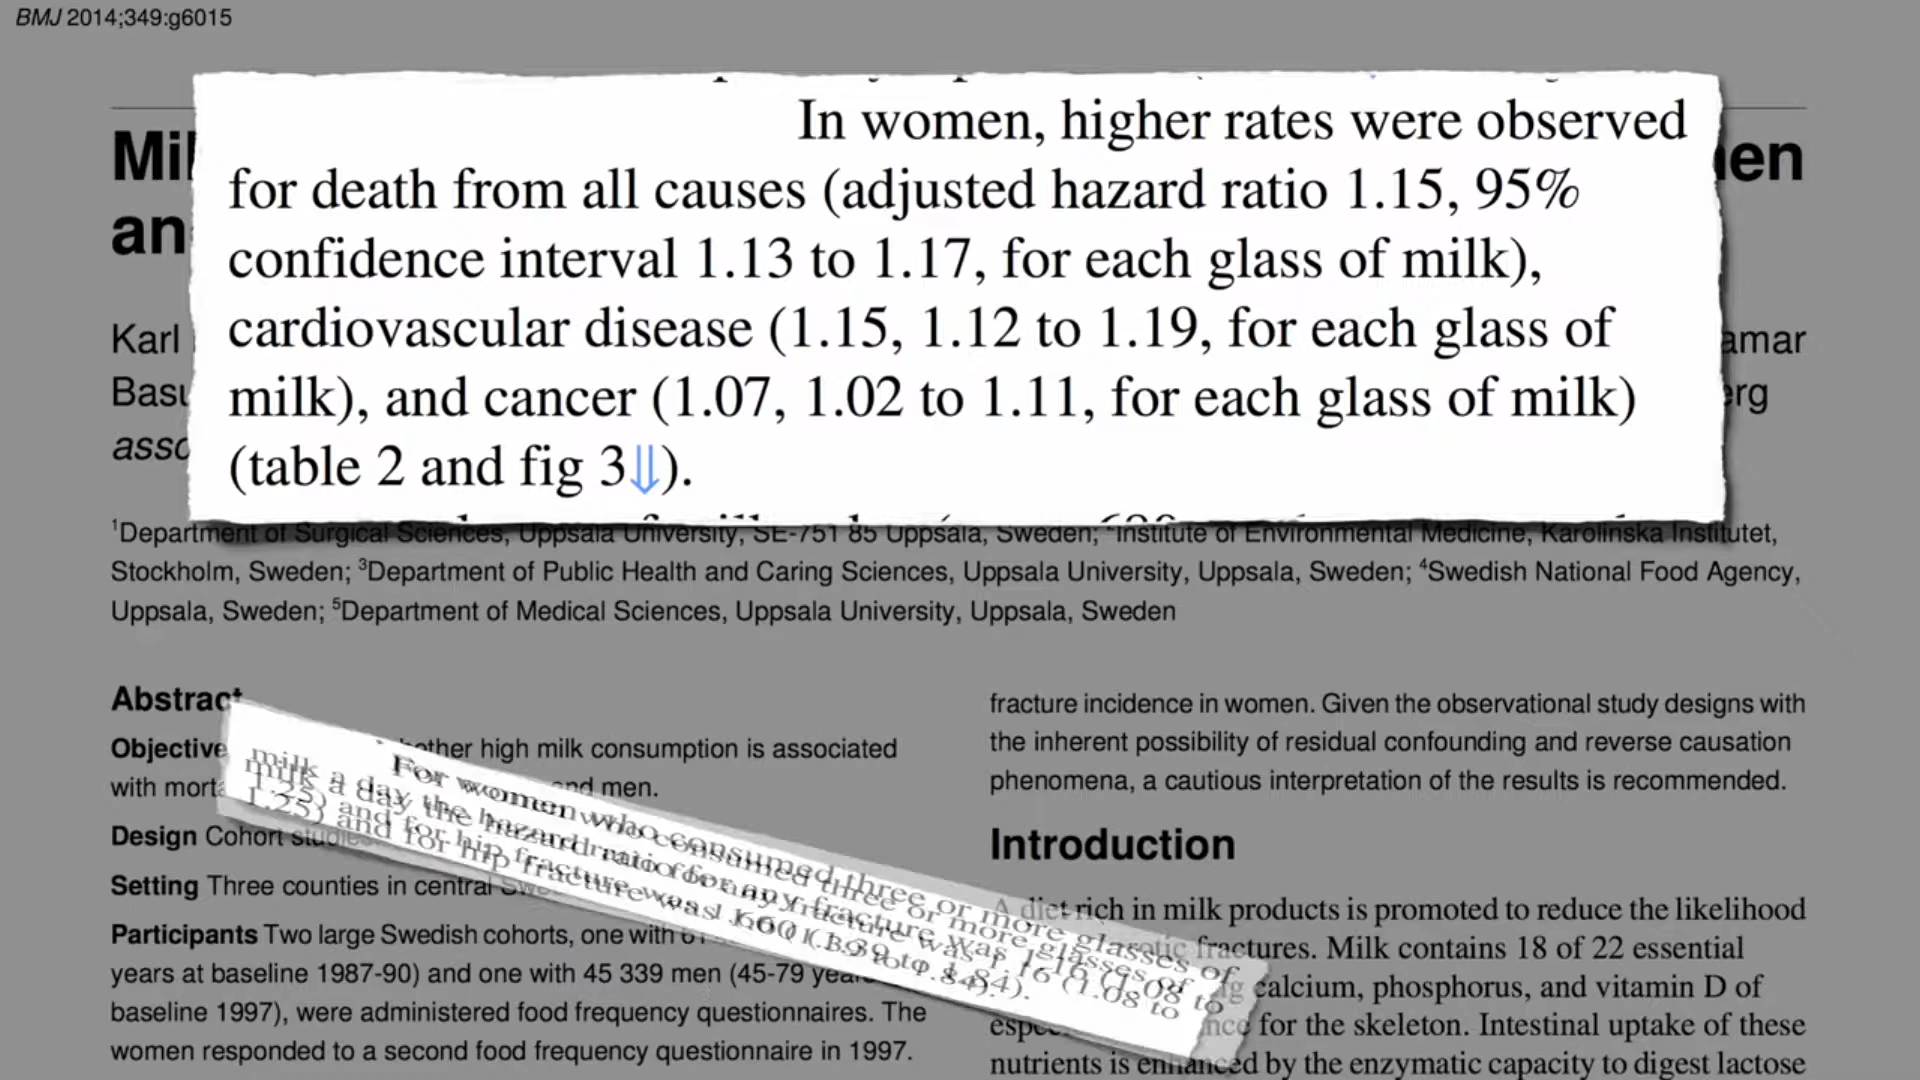 BMJ 2014;349:g6015
In women, higher rates were observed
for death from all causes (adjusted hazard ratio 1.15, 95%
confidence interval 1.13 to 1.17, for each glass of milk),
cardiovascular disease (1.15, 1.12 to 1.19, for each glass of
milk), and cancer (1.07, 1.02 to 1.11, for each glass of milk)
(table 2 and fig 3⇓).
Karl
¹Department of Surgical Sciences, Uppsala University, SE-751 85 Uppsala, Sweden; ²Institute of Environmental Medicine, Karolinska Institutet,
Stockholm, Sweden; ³Department of Public Health and Caring Sciences, Uppsala University, Uppsala, Sweden; ⁴Swedish National Food Agency,
Uppsala, Sweden; ⁵Department of Medical Sciences, Uppsala University, Uppsala, Sweden
Abstract
Objective high milk consumption is associated
with and men.
Design Cohort studies
Setting Three counties in central
Participants Two large Swedish cohorts, one with
years at baseline 1987-90) and one with 45 339 men (45-79 years
baseline 1997), were administered food frequency questionnaires. The
women responded to a second food frequency questionnaire in 1997.
For women who consumed three or more glasses of
milk a day the hazard ratio for any fracture was 1.16 (1.08 to
1.25) and for hip fracture was 1.60 (1.39 to 1.84).
fracture incidence in women. Given the observational study designs with
the inherent possibility of residual confounding and reverse causation
phenomena, a cautious interpretation of the results is recommended.
Introduction
A diet rich in milk products is promoted to reduce the likelihood
fractures. Milk contains 18 of 22 essential
calcium, phosphorus, and vitamin D of
for the skeleton. Intestinal uptake of these
nutrients is enhanced by the enzymatic capacity to digest lactose